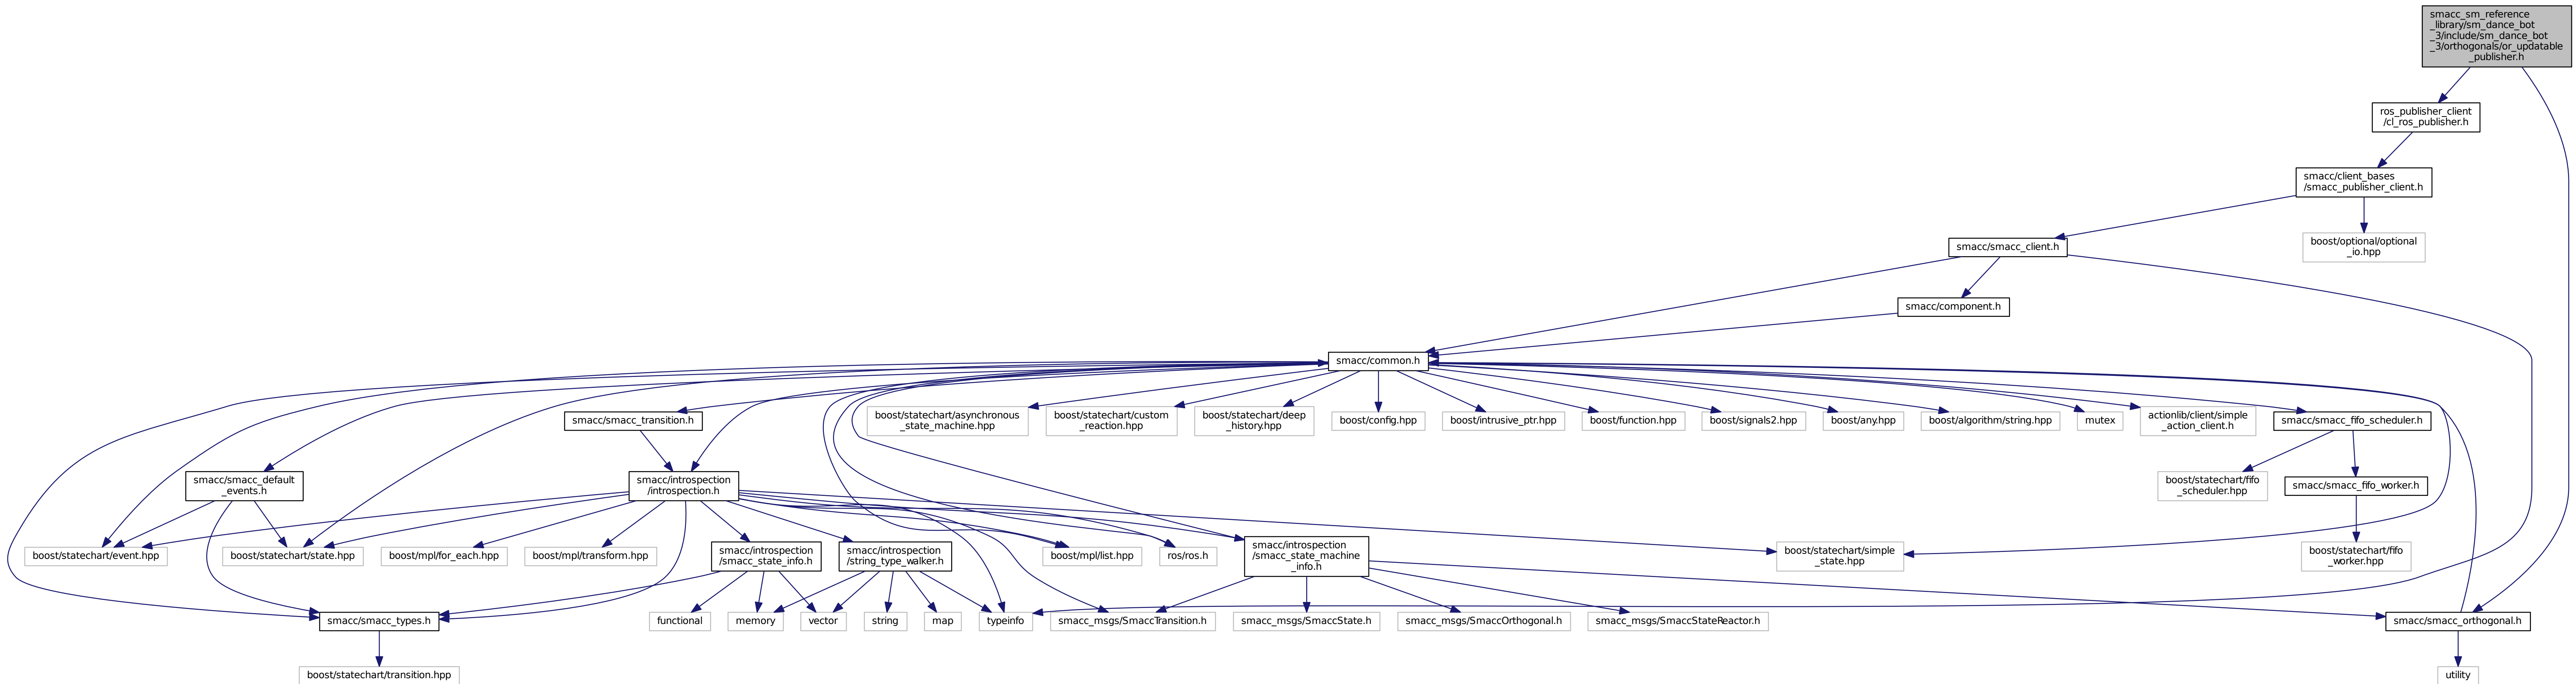 smacc_sm_reference
_library/sm_dance_bot
_3/include/sm_dance_bot
_3/orthogonals/or_updatable
_publisher.h
ros_publisher_client
/cl_ros_publisher.h
smacc/client_bases
/smacc_publisher_client.h
smacc/smacc_client.h
boost/optional/optional
_io.hpp
smacc/component.h
smacc/common.h
smacc/smacc_transition.h
boost/statechart/asynchronous
_state_machine.hpp
boost/statechart/custom
_reaction.hpp
boost/statechart/deep
_history.hpp
boost/config.hpp
boost/intrusive_ptr.hpp
boost/function.hpp
boost/signals2.hpp
boost/any.hpp
boost/algorithm/string.hpp
mutex
actionlib/client/simple
_action_client.h
smacc/smacc_fifo_scheduler.h
smacc/smacc_default
_events.h
smacc/introspection
/introspection.h
boost/statechart/fifo
_scheduler.hpp
smacc/smacc_fifo_worker.h
boost/statechart/event.hpp
boost/statechart/state.hpp
boost/mpl/for_each.hpp
boost/mpl/transform.hpp
smacc/introspection
/smacc_state_info.h
smacc/introspection
/string_type_walker.h
boost/mpl/list.hpp
ros/ros.h
smacc/introspection
/smacc_state_machine
_info.h
boost/statechart/simple
_state.hpp
boost/statechart/fifo
_worker.hpp
smacc/smacc_types.h
functional
memory
vector
string
map
typeinfo
smacc_msgs/SmaccTransition.h
smacc_msgs/SmaccState.h
smacc_msgs/SmaccOrthogonal.h
smacc_msgs/SmaccStateReactor.h
smacc/smacc_orthogonal.h
boost/statechart/transition.hpp
utility